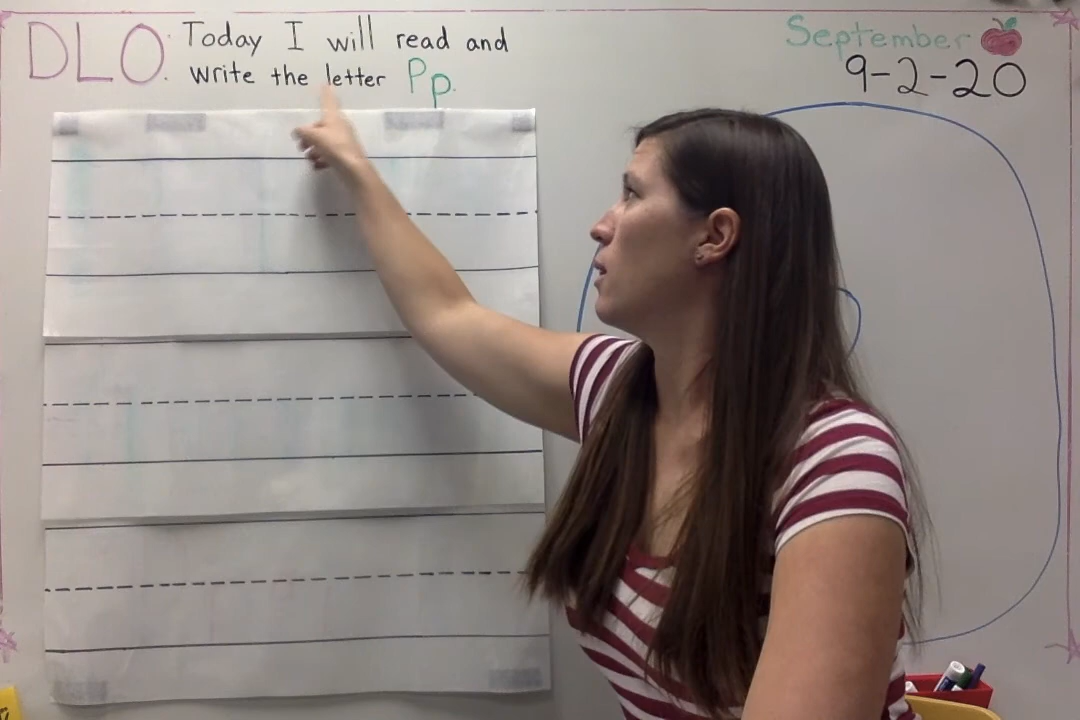 DLO: Today I will read and
write the letter Pp.
September
9-2-20